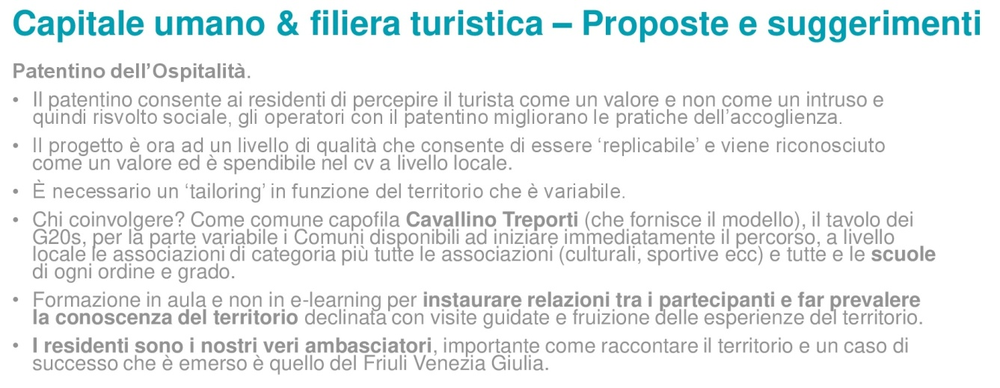 Capitale umano & filiera turistica – Proposte e suggerimenti
Patentino dell’Ospitalità.
• Il patentino consente ai residenti di percepire il turista come un valore e non come un intruso e
quindi risvolto sociale, gli operatori con il patentino migliorano le pratiche dell’accoglienza.
• Il progetto è ora ad un livello di qualità che consente di essere ‘replicabile’ e viene riconosciuto
come un valore ed è spendibile nel cv a livello locale.
• È necessario un ‘tailoring’ in funzione del territorio che è variabile.
• Chi coinvolgere? Come comune capofila Cavallino Treporti (che fornisce il modello), il tavolo dei
G20s, per la parte variabile i Comuni disponibili ad iniziare immediatamente il percorso, a livello
locale le associazioni di categoria più tutte le associazioni (culturali, sportive ecc) e tutte e le scuole
di ogni ordine e grado.
• Formazione in aula e non in e-learning per instaurare relazioni tra i partecipanti e far prevalere
la conoscenza del territorio declinata con visite guidate e fruizione delle esperienze del territorio.
• I residenti sono i nostri veri ambasciatori, importante come raccontare il territorio e un caso di
successo che è emerso è quello del Friuli Venezia Giulia.